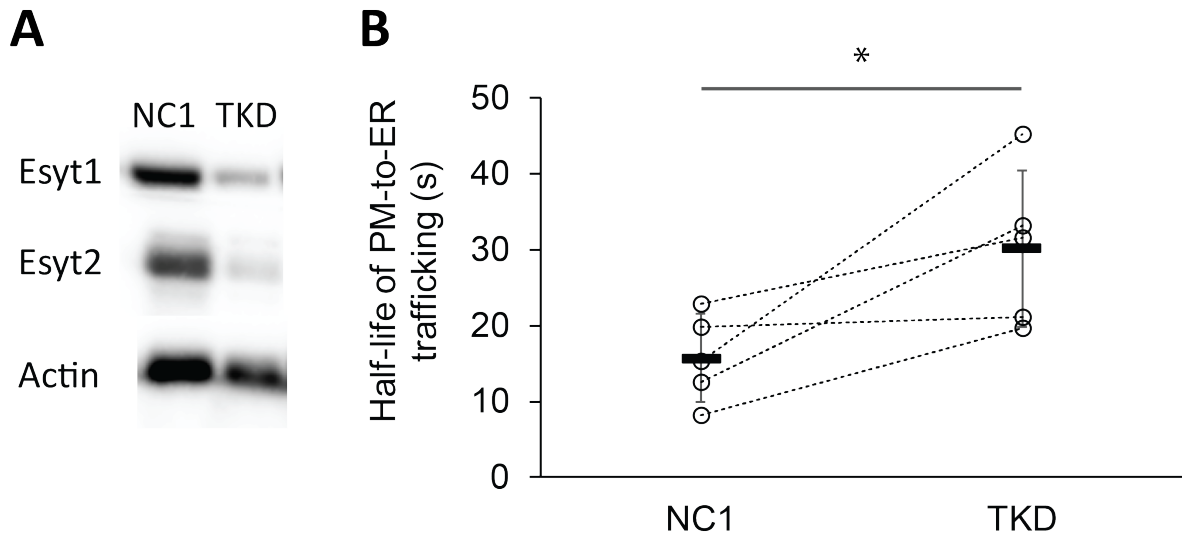 A
B
NC1 TKD
Esyt1
Esyt2
Actin
Half-life of PM-to-ER
trafficking (s)
*
50
40
30
20
10
0
NC1 TKD